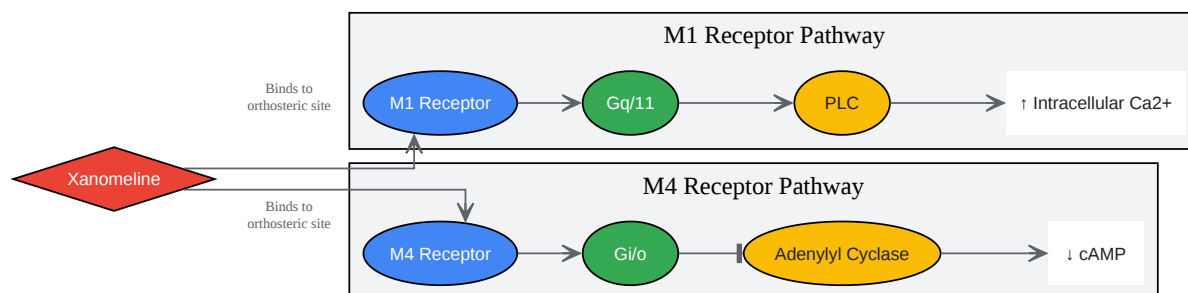 M1 Receptor Pathway
Binds to
orthosteric site
M1 Receptor
Gq/11
PLC
↑ Intracellular Ca2+
Xanomeline
M4 Receptor Pathway
Binds to
orthosteric site
M4 Receptor
Gi/o
Adenylyl Cyclase
↓ cAMP